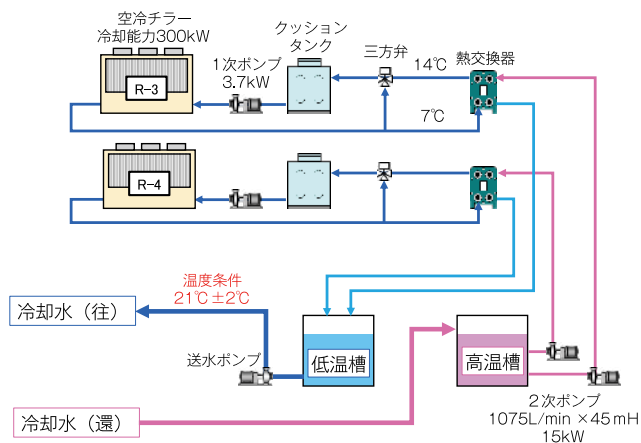 空冷チラー
冷却能力300kW
R-3
1次ポンプ
3.7kW
クッション
タンク
三方弁
14℃
熱交換器
7℃
R-4
温度条件
21℃±2℃
冷却水（往）
送水ポンプ
低温槽
高温槽
冷却水（還）
2次ポンプ
1075L/min ×45mH
15kW